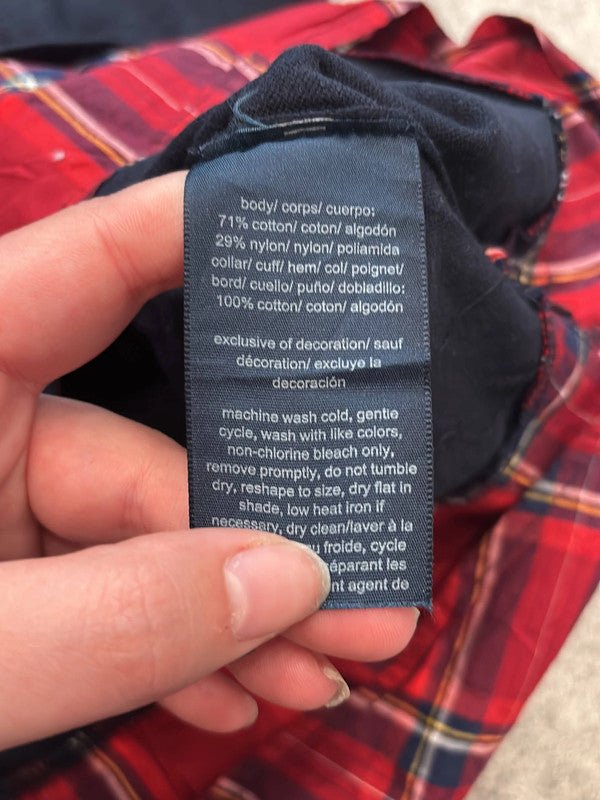 body/ corps/ cuerpo:
71% cotton/ coton/ algodón
29% nylon/ nylon/ poliamida
collar/ cuff/ hem/ col/ poignet/
bord/ cuello/ puño/ dobladillo:
100% cotton/ coton/ algodón
exclusive of decoration/ sauf
décoration/ excluye la
decoración
machine wash cold, gentle
cycle, wash with like colors,
non-chlorine bleach only,
remove promptly, do not tumble
dry, reshape to size, dry flat in
shade, low heat iron if
necessary, dry clean/laver à la
froide, cycle
séparant les
agent de